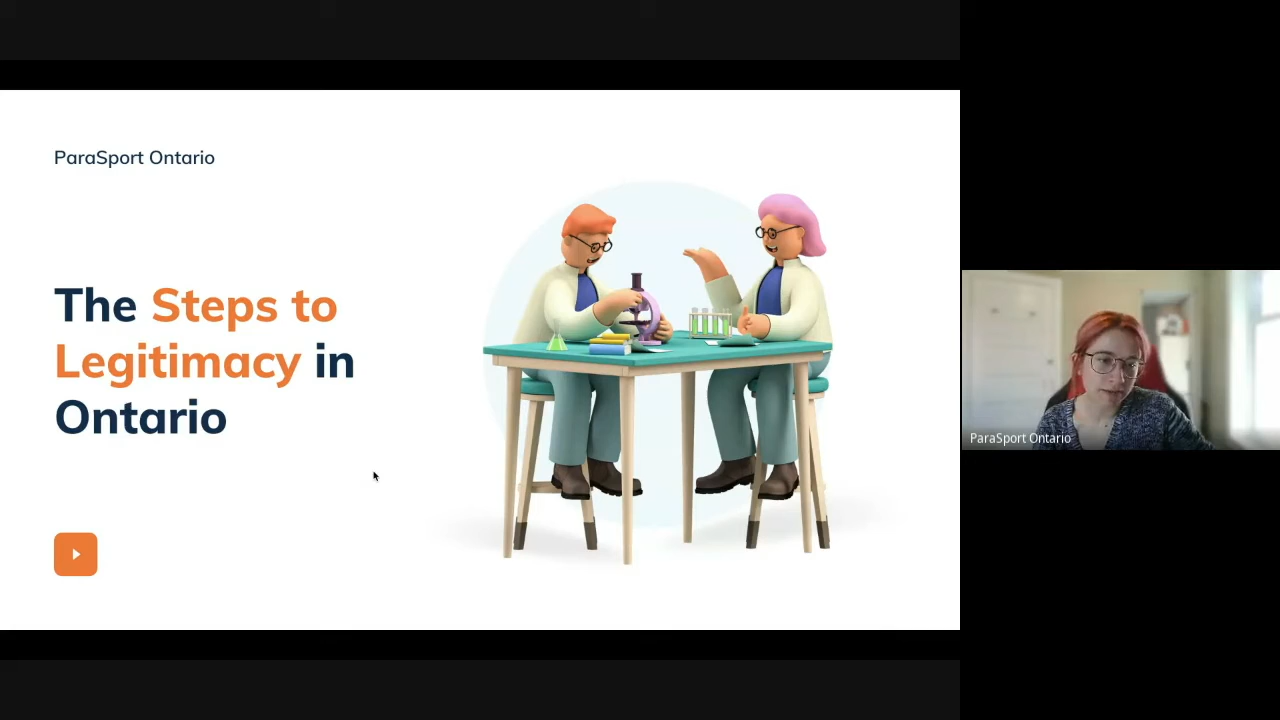 ParaSport Ontario
The Steps to
Legitimacy in
Ontario
ParaSport Ontario